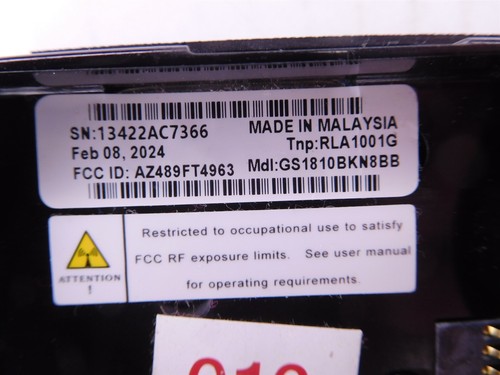 SN:13422AC7366 MADE IN MALAYSIA
Feb 08, 2024 Tnp:RLA1001G
FCC ID: AZ489FT4963 Mdl:GS1810BKN8BB
Restricted to occupational use to satisfy
FCC RF exposure limits. See user manual
for operating requirements.
ATTENTION
!